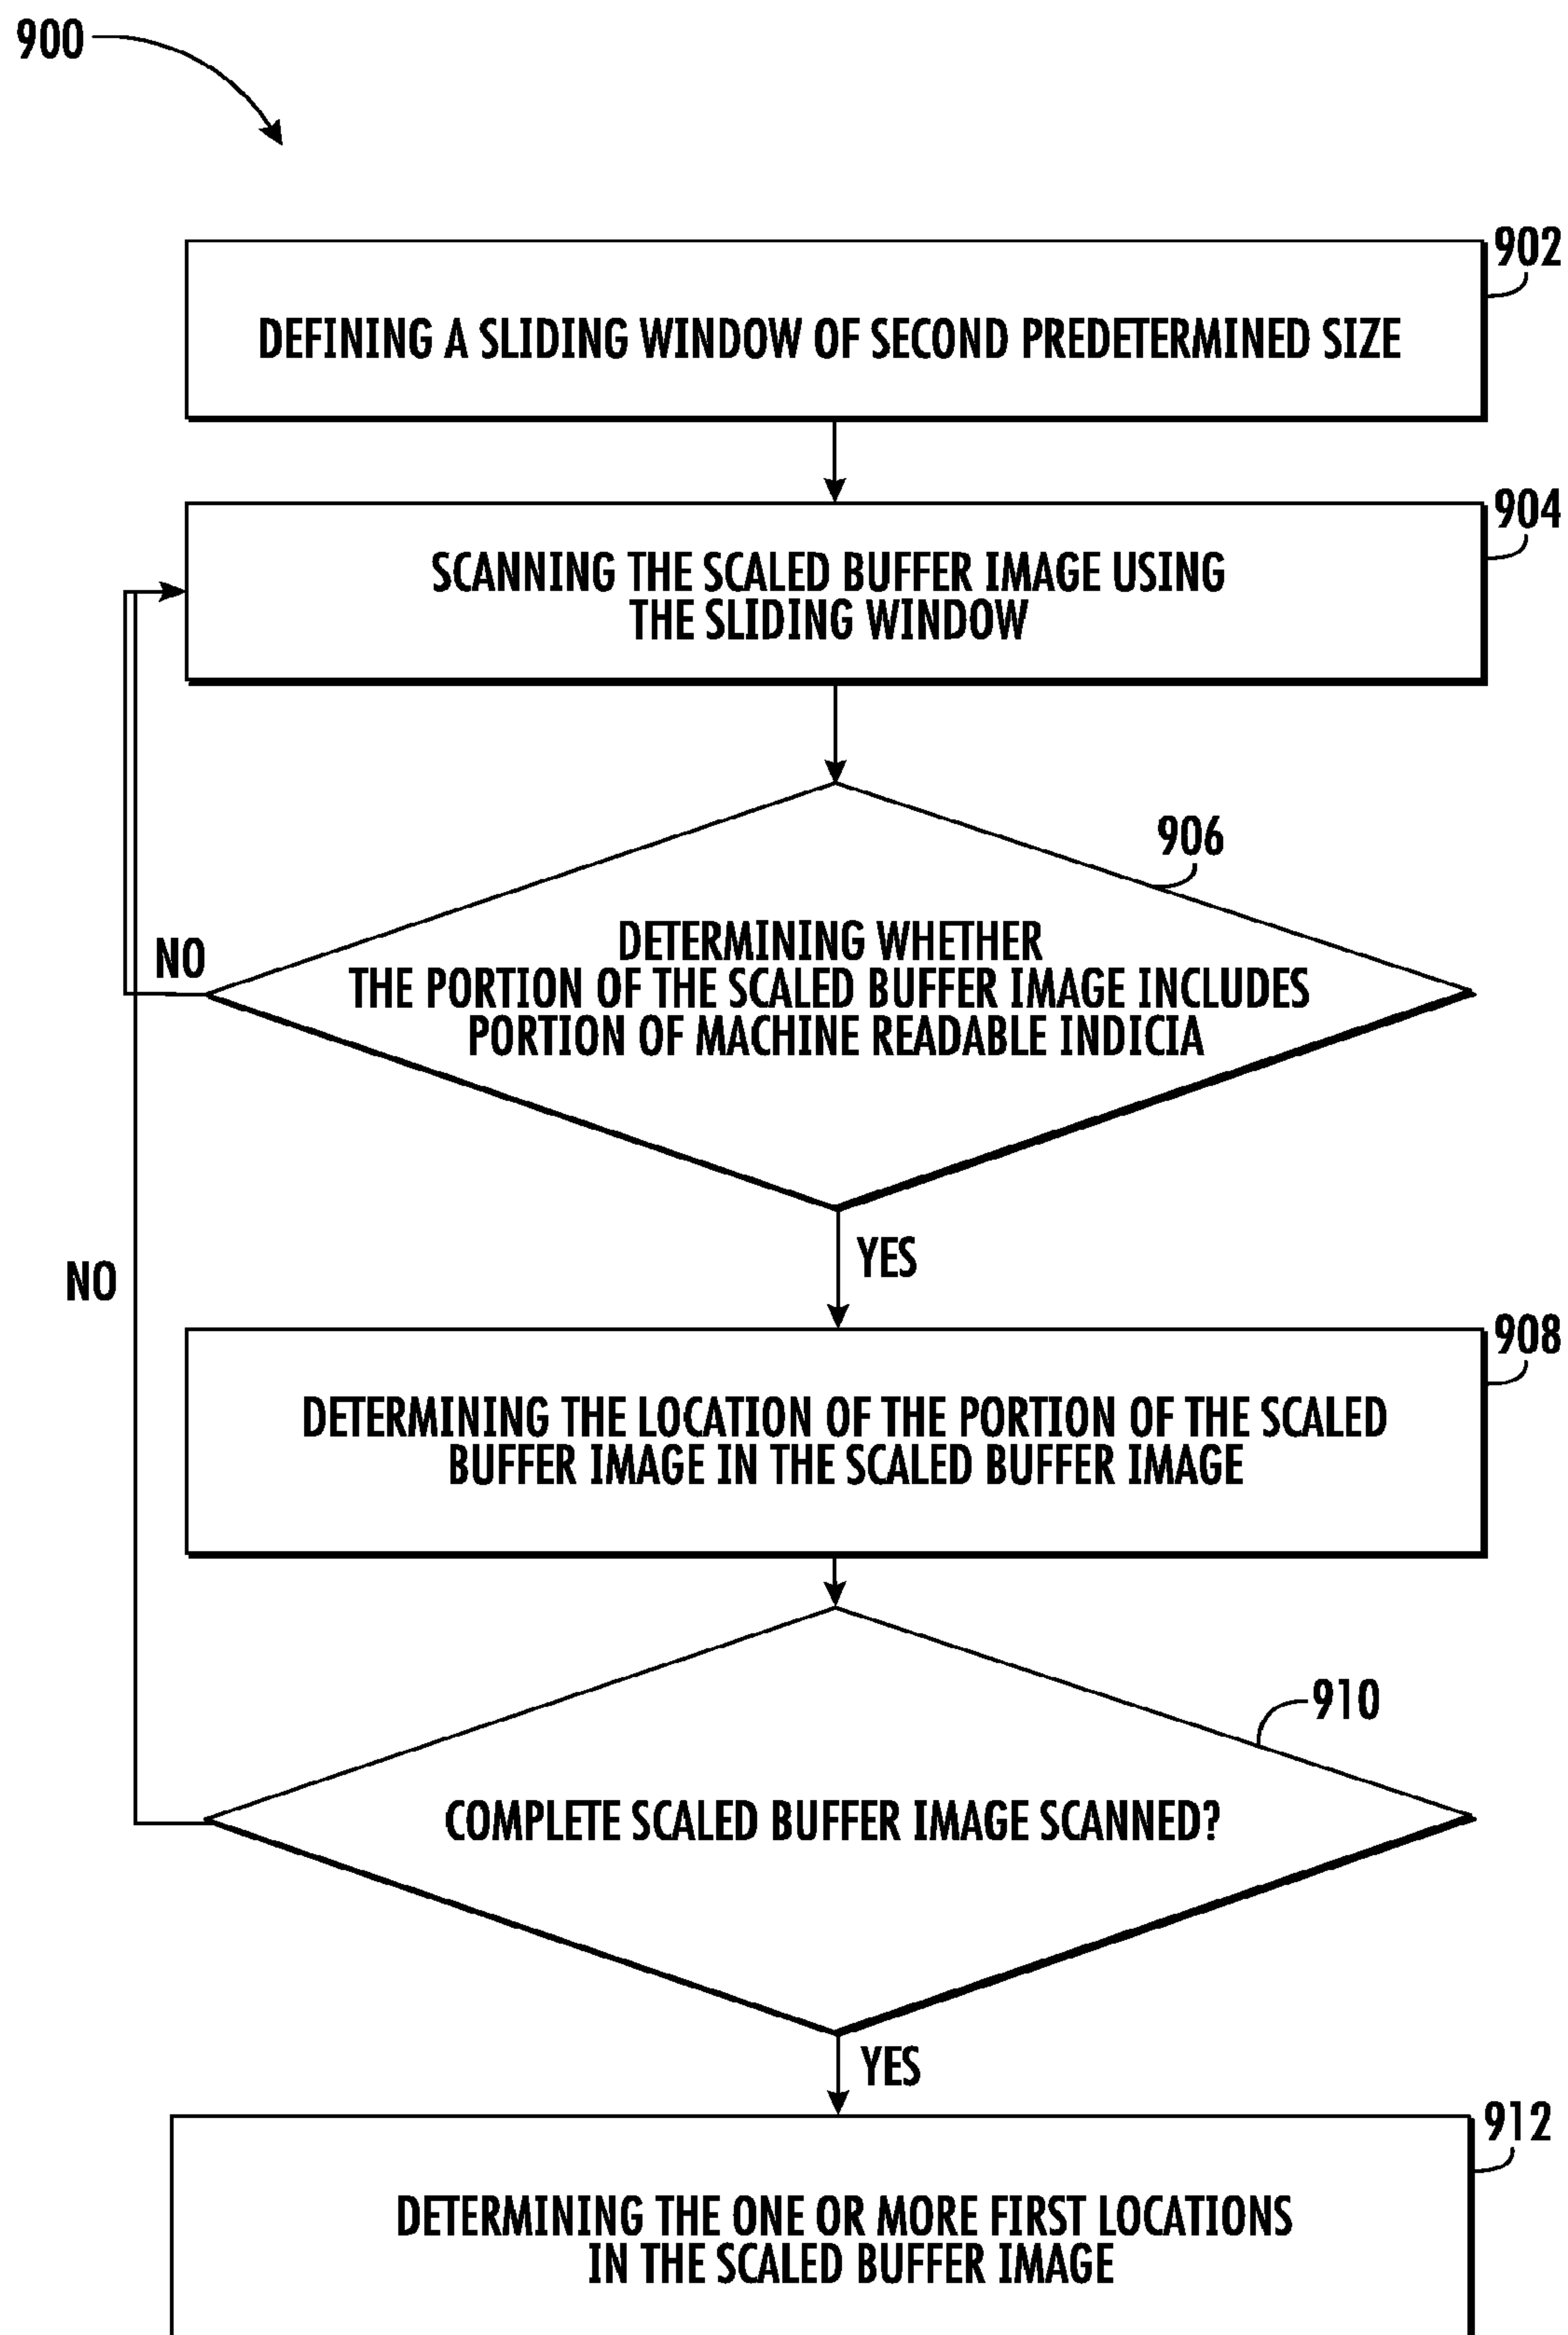 900
902
DEFINING A SLIDING WINDOW OF SECOND PREDETERMINED SIZE
904
SCANNING THE SCALED BUFFER IMAGE USING
THE SLIDING WINDOW
906
DETERMINING WHETHER
THE PORTION OF THE SCALED BUFFER IMAGE INCLUDES
PORTION OF MACHINE READABLE INDICIA
NO
YES
NO
908
DETERMINING THE LOCATION OF THE PORTION OF THE SCALED
BUFFER IMAGE IN THE SCALED BUFFER IMAGE
910
COMPLETE SCALED BUFFER IMAGE SCANNED?
YES
912
DETERMINING THE ONE OR MORE FIRST LOCATIONS
IN THE SCALED BUFFER IMAGE